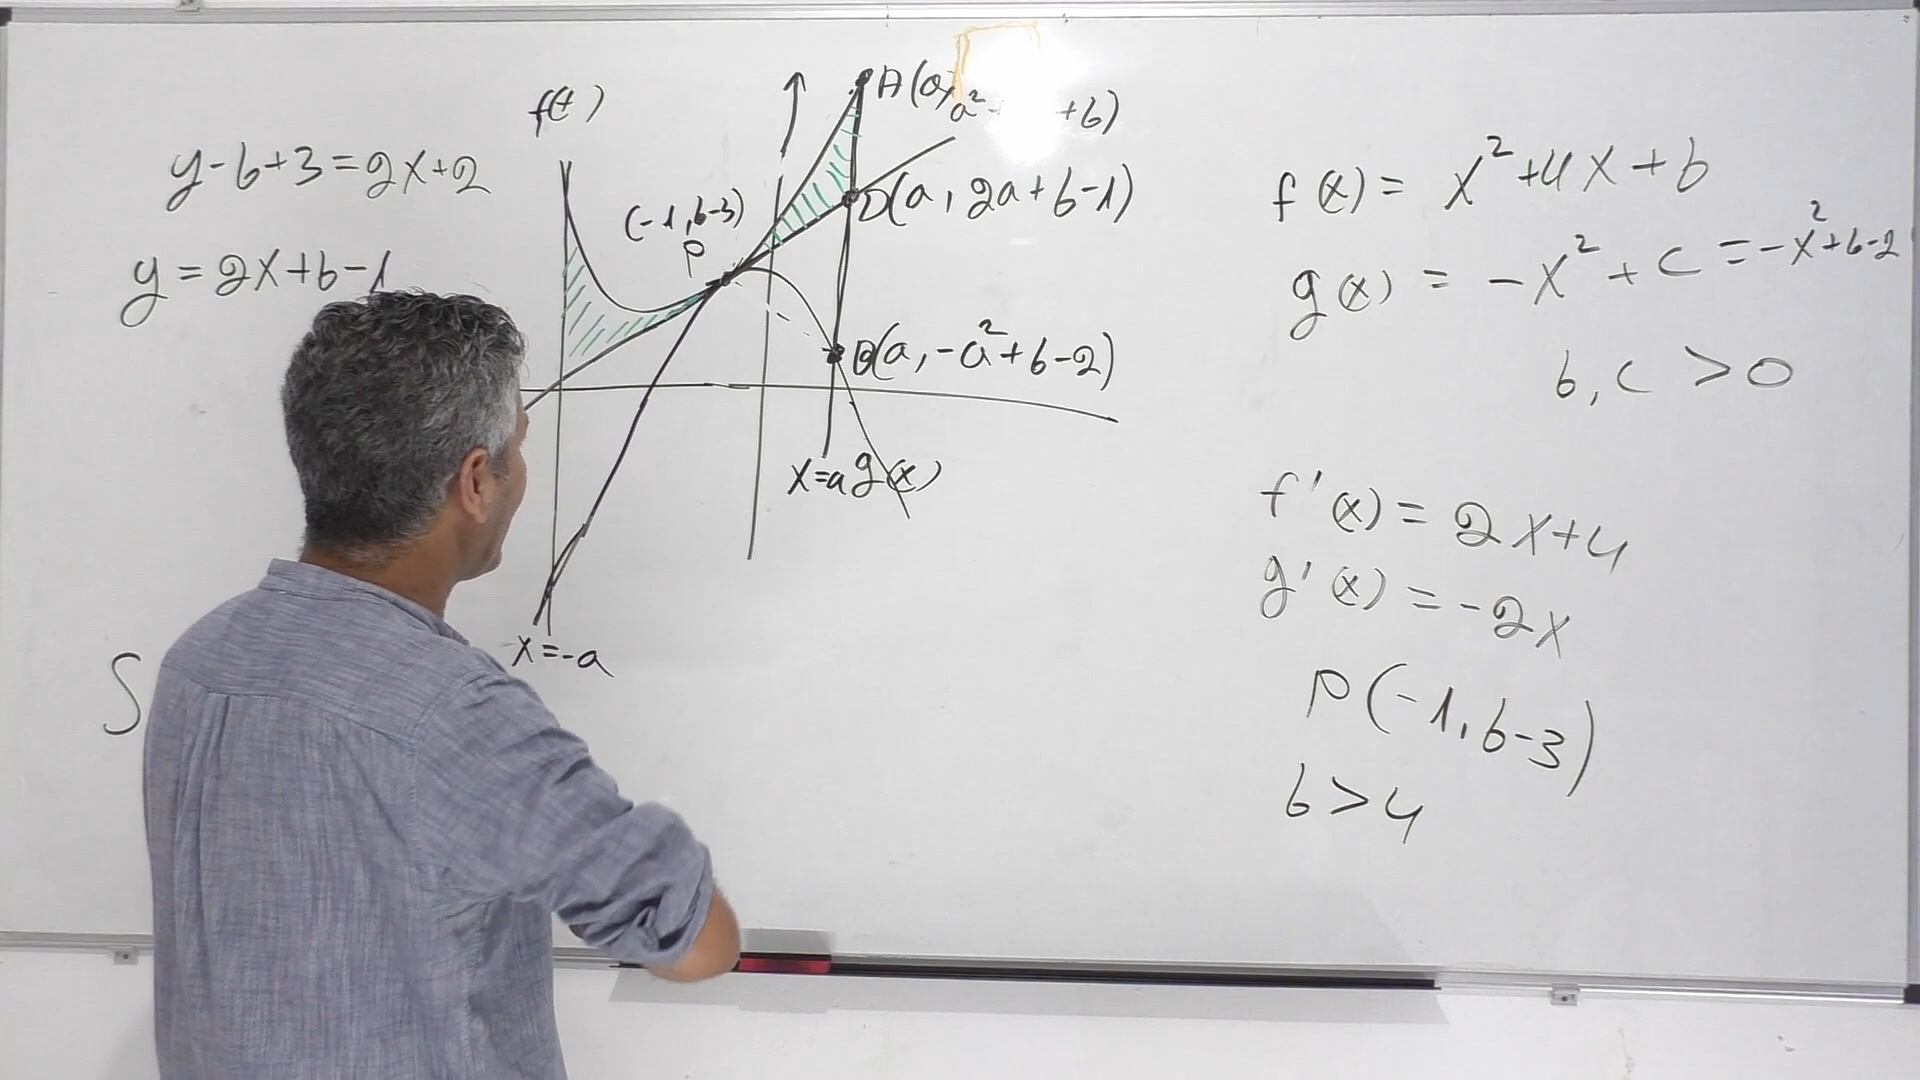 y-b+3=2x+2
y=2x+b-1
S
f(t)
A(a, a²- +b)
(-1,b-3)
P
D(a, 2a+b-1)
B(a, -a²+b-2)
x=a g(x)
x=-a
f(x)= x²+4x+b
g(x) = -x²+c =-x²+b-2
b,c >0
f'(x)=2x+4
g'(x)=-2x
P(-1,b-3)
b>4